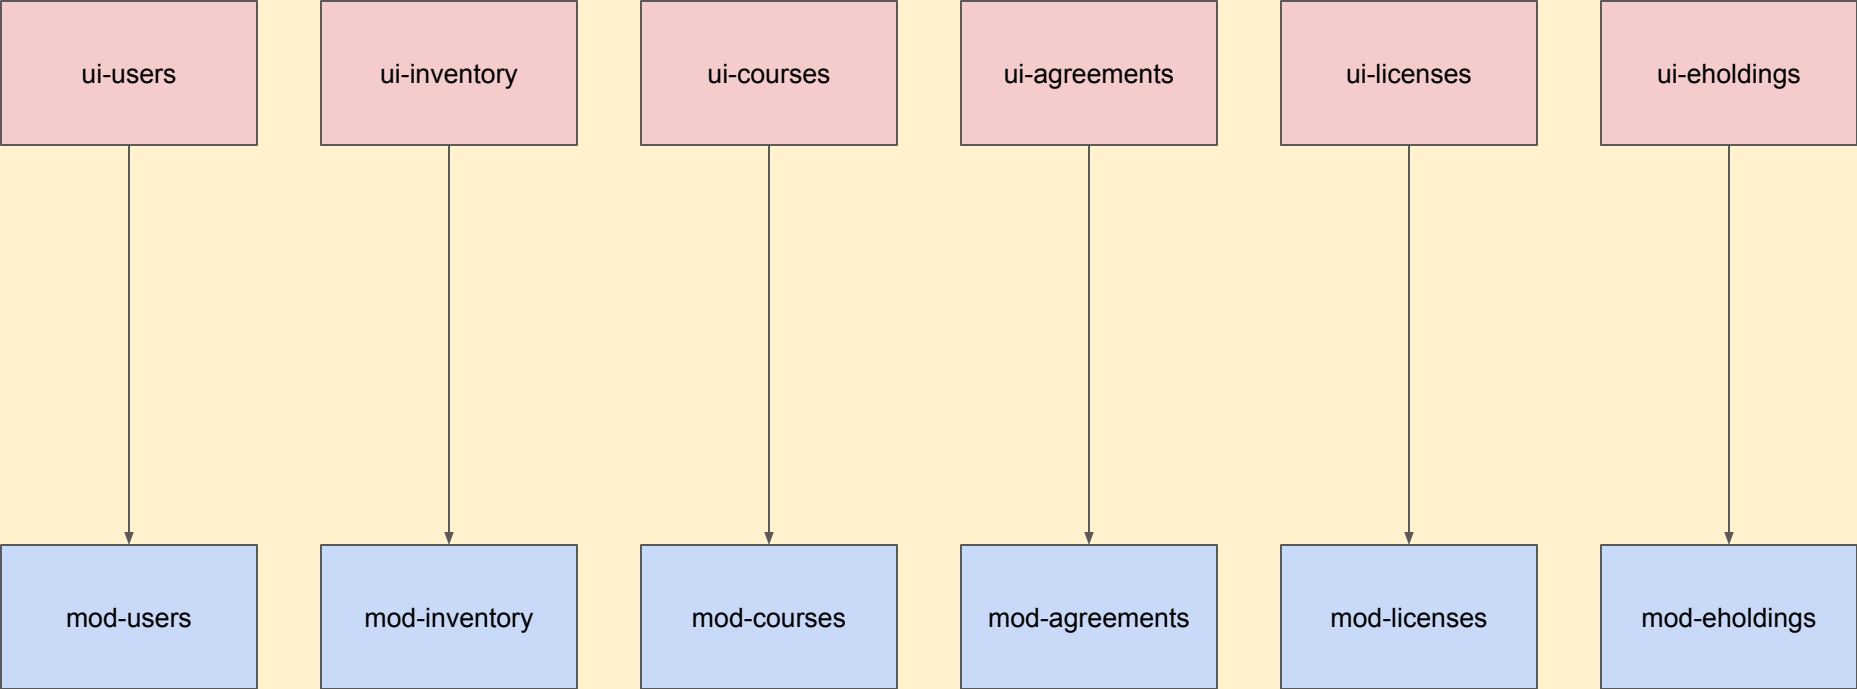 ui-users
ui-inventory
ui-courses
ui-agreements
ui-licenses
ui-eholdings
mod-users
mod-inventory
mod-courses
mod-agreements
mod-licenses
mod-eholdings